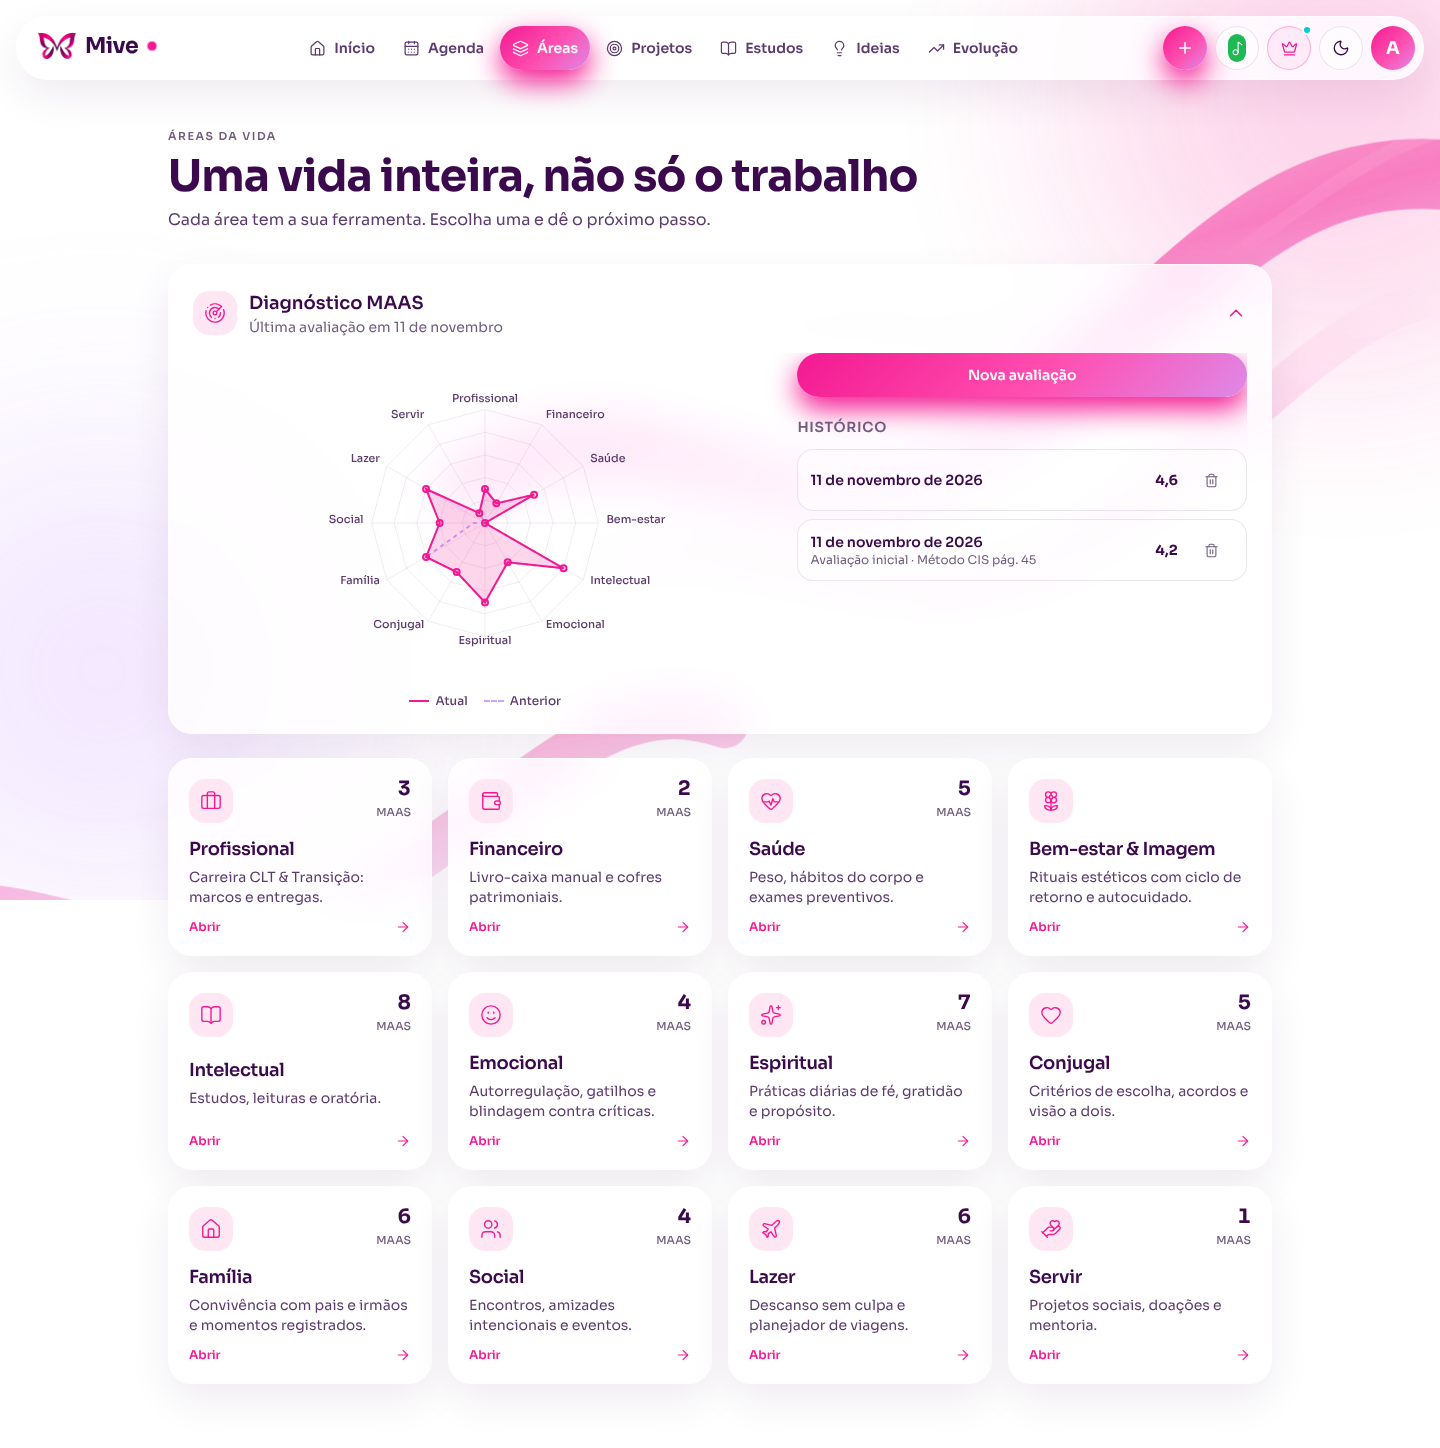 Mive
Início
Agenda
Áreas
Projetos
Estudos
Ideias
Evolução
A
ÁREAS DA VIDA
Uma vida inteira, não só o trabalho
Cada área tem a sua ferramenta. Escolha uma e dê o próximo passo.
Diagnóstico MAAS
Última avaliação em 11 de novembro
Profissional
Financeiro
Saúde
Bem-estar
Intelectual
Emocional
Espiritual
Conjugal
Família
Social
Lazer
Servir
Atual
Anterior
Nova avaliação
HISTÓRICO
11 de novembro de 2026
4,6
11 de novembro de 2026
Avaliação inicial · Método CIS pág. 45
4,2
3
MAAS
Profissional
Carreira CLT & Transição:
marcos e entregas.
Abrir
2
MAAS
Financeiro
Livro-caixa manual e cofres
patrimoniais.
Abrir
5
MAAS
Saúde
Peso, hábitos do corpo e
exames preventivos.
Abrir
Bem-estar & Imagem
Rituais estéticos com ciclo de
retorno e autocuidado.
Abrir
8
MAAS
Intelectual
Estudos, leituras e oratória.
Abrir
4
MAAS
Emocional
Autorregulação, gatilhos e
blindagem contra críticas.
Abrir
7
MAAS
Espiritual
Práticas diárias de fé, gratidão
e propósito.
Abrir
5
MAAS
Conjugal
Critérios de escolha, acordos e
visão a dois.
Abrir
6
MAAS
Família
Convivência com pais e irmãos
e momentos registrados.
Abrir
4
MAAS
Social
Encontros, amizades
intencionais e eventos.
Abrir
6
MAAS
Lazer
Descanso sem culpa e
planejador de viagens.
Abrir
1
MAAS
Servir
Projetos sociais, doações e
mentoria.
Abrir